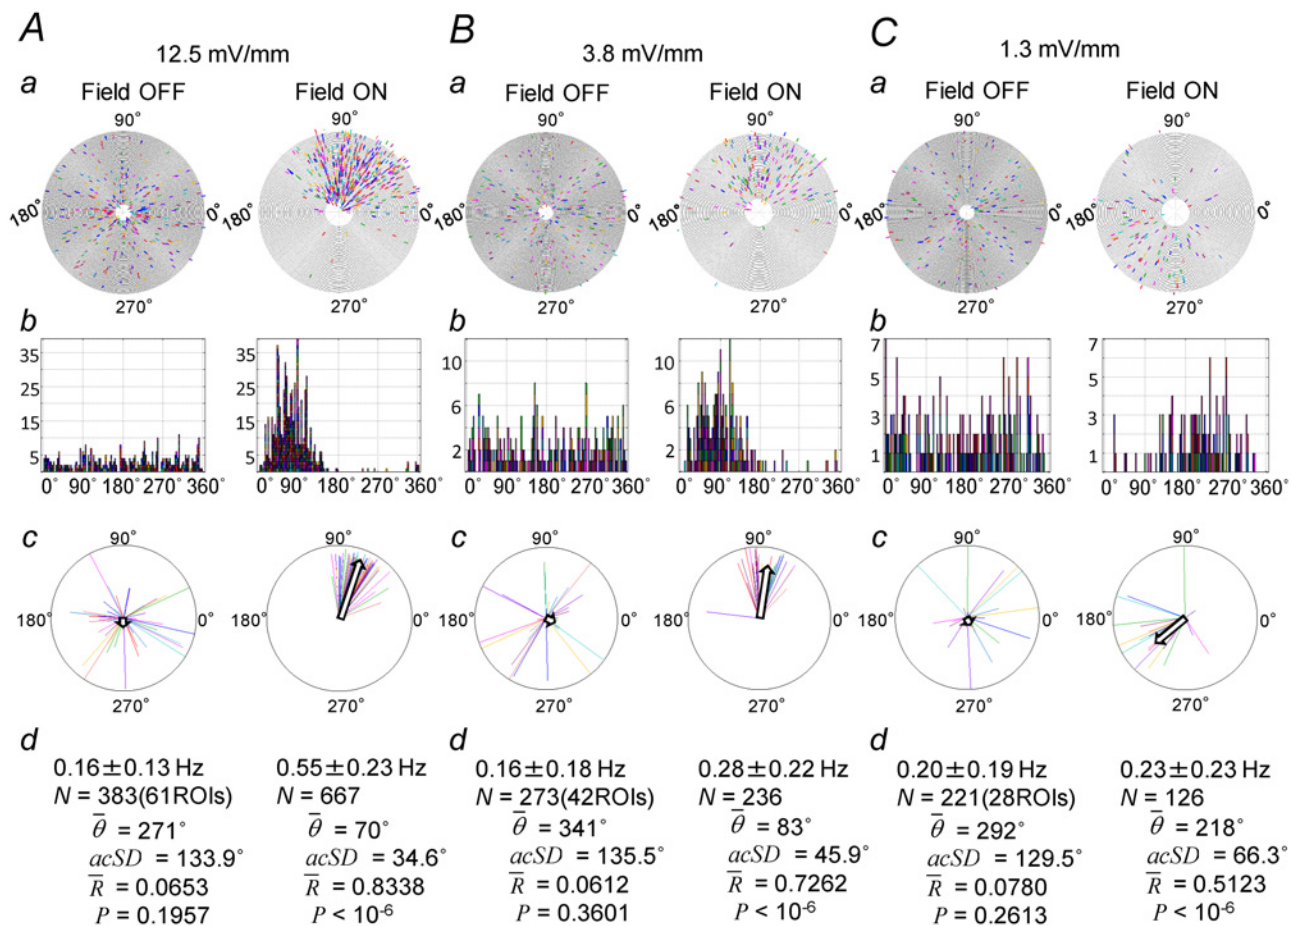 A B C
12.5 mV/mm 3.8 mV/mm 1.3 mV/mm
a a a
Field OFF Field ON Field OFF Field ON Field OFF Field ON
90° 90° 90° 90° 90° 90°
180° 0° 180° 0° 180° 0° 180° 0° 180° 0° 180° 0°
270° 270° 270° 270° 270° 270°
b b b
35 35 10 12 7 7
25 25 6 10 5 5
15 15 2 6 3 3
5 5 2 1 1
0 90 180 270 360° 0 90 180 270 360° 0 90 180 270 360° 0 90 180 270 360° 0 90 180 270 360° 0 90 180 270 360°
c c c
90° 90° 90° 90° 90° 90°
180° 0° 180° 0° 180° 0° 180° 0° 180° 0° 180° 0°
270° 270° 270° 270° 270° 270°
d d d
0.16±0.13 Hz 0.55±0.23 Hz 0.16±0.18 Hz 0.28±0.22 Hz 0.20±0.19 Hz 0.23±0.23 Hz
N = 383(61ROIs) N = 667 N = 273(42ROIs) N = 236 N = 221(28ROIs) N = 126
θ̅ = 271° θ̅ = 70° θ̅ = 341° θ̅ = 83° θ̅ = 292° θ̅ = 218°
acSD = 133.9° acSD = 34.6° acSD = 135.5° acSD = 45.9° acSD = 129.5° acSD = 66.3°
R̅ = 0.0653 R̅ = 0.8338 R̅ = 0.0612 R̅ = 0.7262 R̅ = 0.0780 R̅ = 0.5123
P = 0.1957 P < 10⁻⁶ P = 0.3601 P < 10⁻⁶ P = 0.2613 P < 10⁻⁶